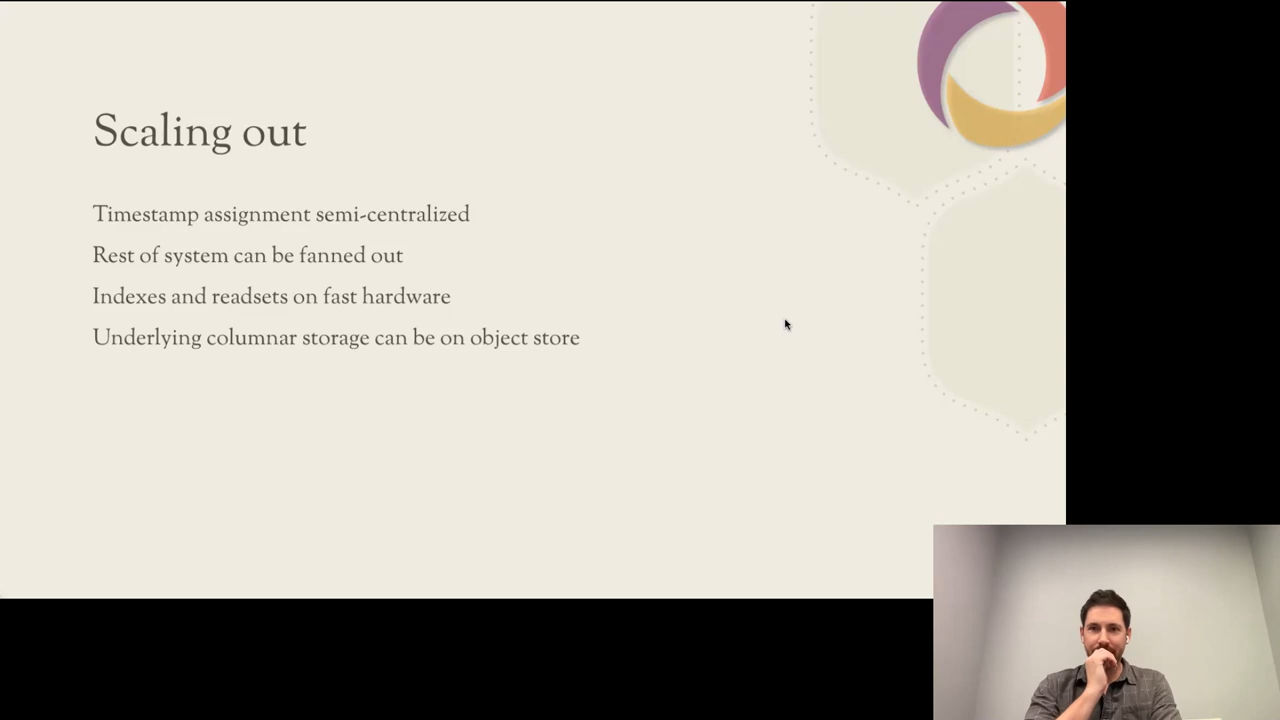 Scaling out
Timestamp assignment semi-centralized
Rest of system can be fanned out
Indexes and readsets on fast hardware
Underlying columnar storage can be on object store